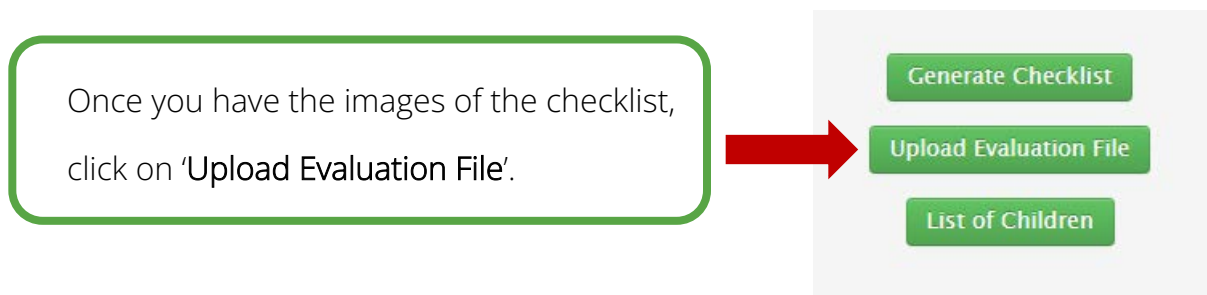 Once you have the images of the checklist,
click on ‘Upload Evaluation File’.
Generate Checklist
Upload Evaluation File
List of Children